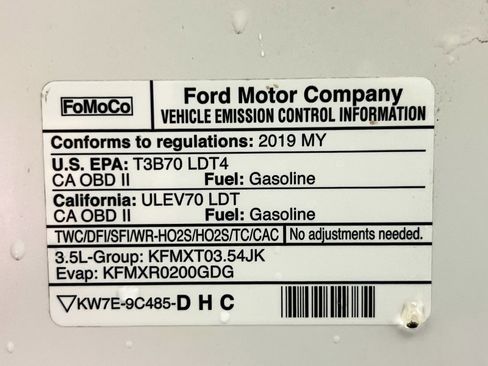 FoMoCo
Ford Motor Company
VEHICLE EMISSION CONTROL INFORMATION
Conforms to regulations: 2019 MY
U.S. EPA: T3B70 LDT4
CA OBD II Fuel: Gasoline
California: ULEV70 LDT
CA OBD II Fuel: Gasoline
TWC/DFI/SFI/WR-HO2S/HO2S/TC/CAC No adjustments needed.
3.5L-Group: KFMXT03.54JK
Evap: KFMXR0200GDG
KW7E-9C485-D H C